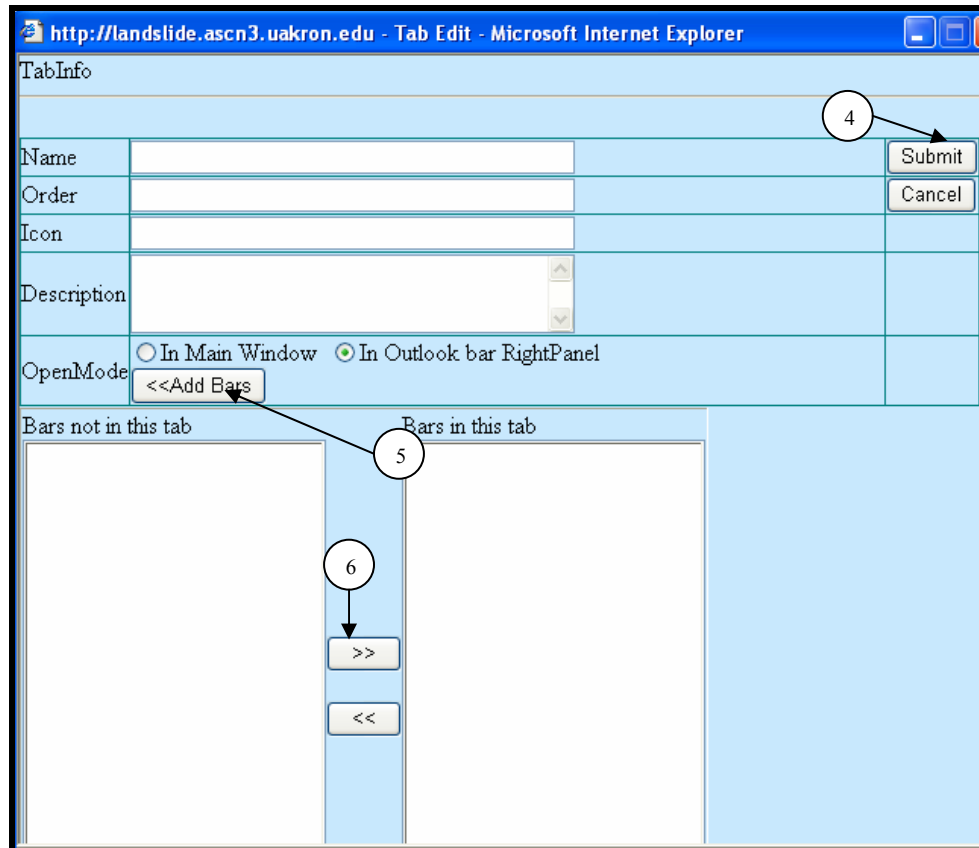 http://landslide.ascn3.uakron.edu - Tab Edit - Microsoft Internet Explorer
TabInfo
4
Name
Submit
Order
Cancel
Icon
Description
OpenMode
In Main Window In Outlook bar RightPanel
<<Add Bars
Bars not in this tab
Bars in this tab
5
6
>>
<<